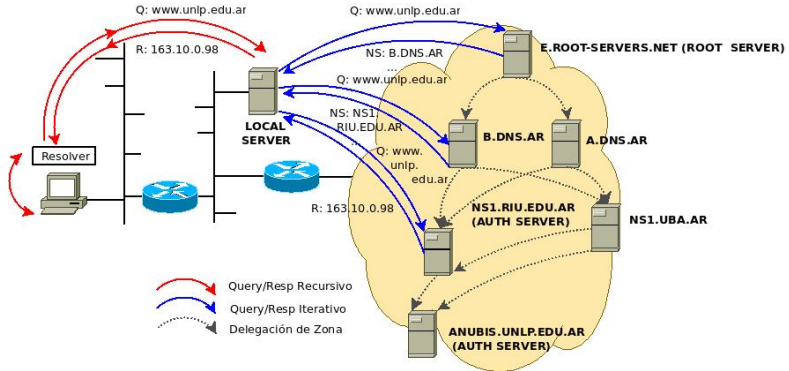 Q: www.unlp.edu.ar
R: 163.10.0.98
Q: www.unlp.edu.ar
E.ROOT-SERVERS.NET (ROOT SERVER)
NS: B.DNS.AR
...
Q: www.unlp.edu.ar
LOCAL
SERVER
NS: NS1.
RIU.EDU.AR
...
Q: www.
unlp.
edu.ar
B.DNS.AR
A.DNS.AR
Resolver
R: 163.10.0.98
NS1.RIU.EDU.AR
(AUTH SERVER)
NS1.UBA.AR
Query/Resp Recursivo
Query/Resp Iterativo
Delegación de Zona
ANUBIS.UNLP.EDU.AR
(AUTH SERVER)